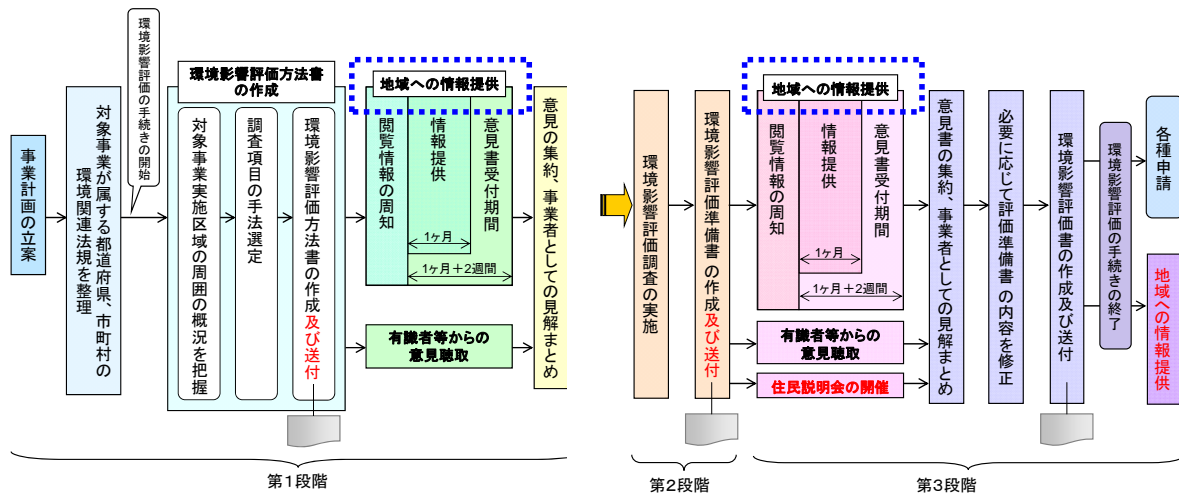 事業計画の立案
対象事業が属する都道府県、市町村の
環境関連法規を整理
環境影響評価の手続きの開始
環境影響評価方法書
の作成
対象事業実施区域の周囲の概況を把握
調査項目の手法選定
環境影響評価方法書の作成及び送付
地域への情報提供
閲覧情報の周知
情報提供
意見書受付期間
1ヶ月
1ヶ月+2週間
有識者等からの
意見聴取
意見の集約、事業者としての見解まとめ
第1段階
環境影響評価調査の実施
環境影響評価準備書 の作成及び送付
第2段階
地域への情報提供
閲覧情報の周知
情報提供
意見書受付期間
1ヶ月
1ヶ月+2週間
有識者等からの
意見聴取
住民説明会の開催
意見書の集約、事業者としての見解まとめ
必要に応じて評価準備書 の内容を修正
環境影響評価書の作成及び送付
環境影響評価の手続きの終了
各種申請
地域への情報提供
第3段階